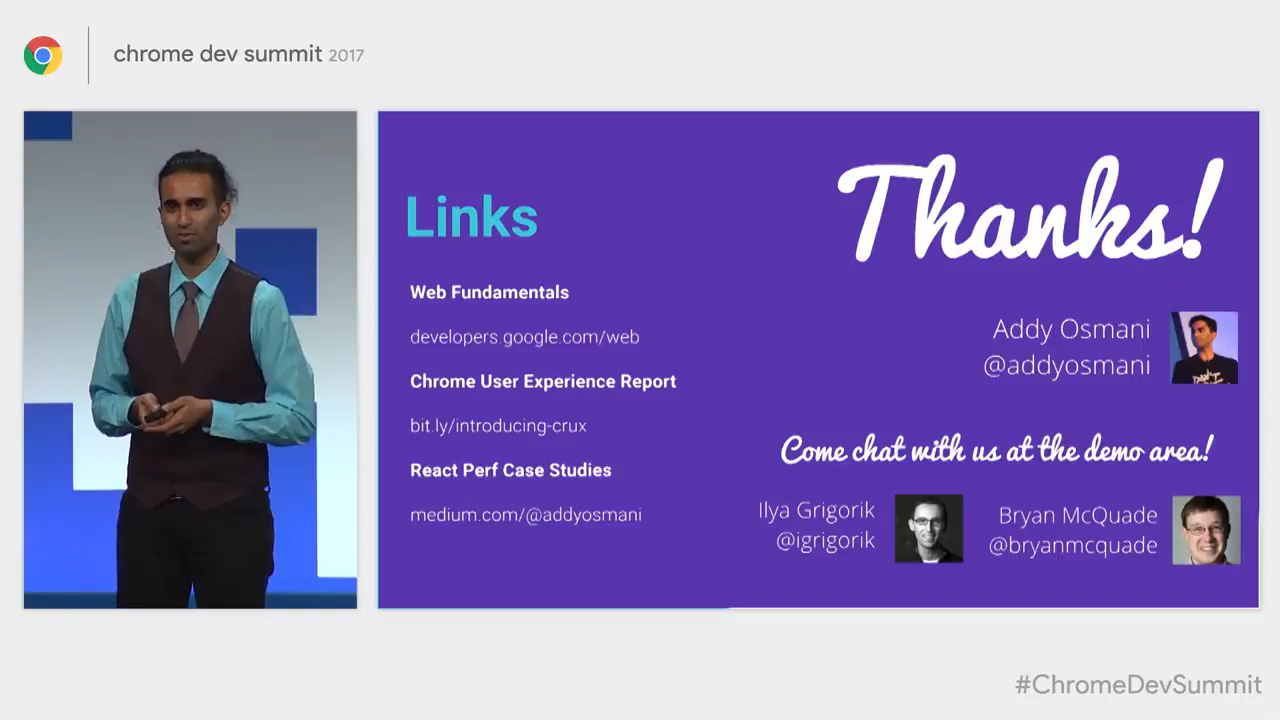 chrome dev summit 2017
Links
Web Fundamentals
developers.google.com/web
Chrome User Experience Report
bit.ly/introducing-crux
React Perf Case Studies
medium.com/@addyosmani
Thanks!
Addy Osmani
@addyosmani
Come chat with us at the demo area!
Ilya Grigorik
@igrigorik
Bryan McQuade
@bryanmcquade
#ChromeDevSummit